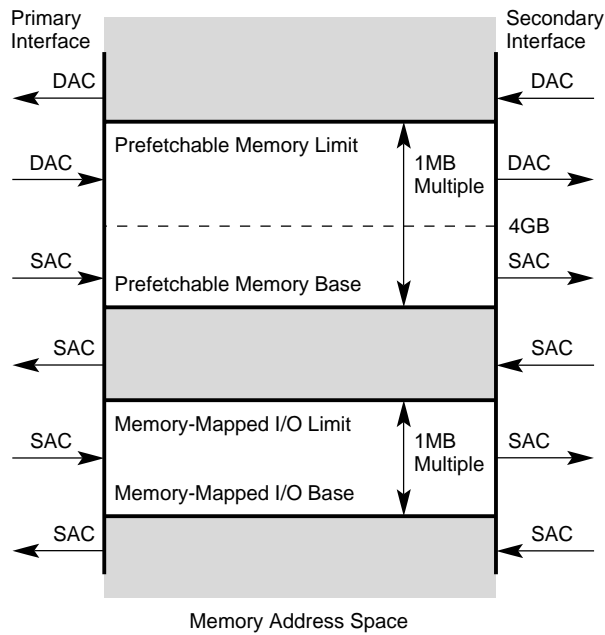 Primary
Interface
Secondary
Interface
DAC
DAC
Prefetchable Memory Limit
1MB
Multiple
DAC
DAC
4GB
SAC
SAC
Prefetchable Memory Base
SAC
SAC
Memory-Mapped I/O Limit
1MB
Multiple
SAC
SAC
Memory-Mapped I/O Base
SAC
SAC
Memory Address Space